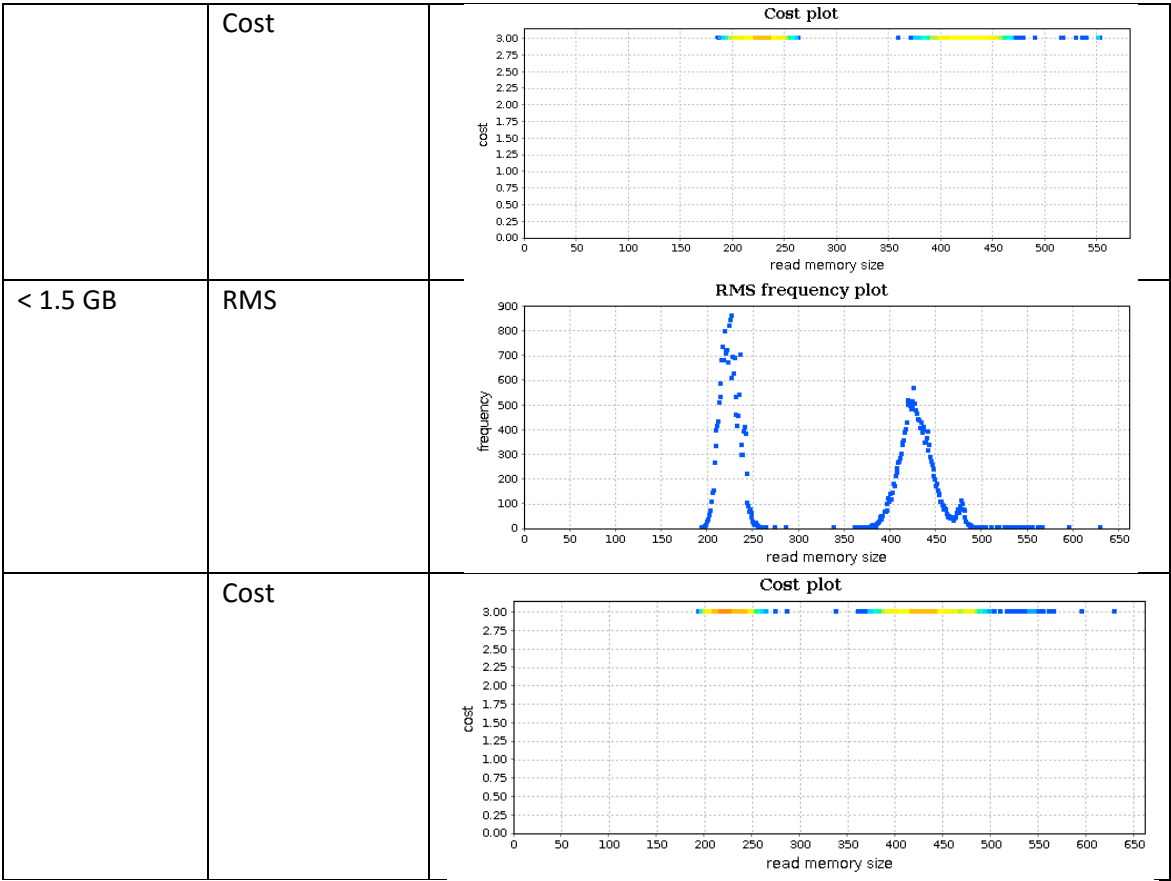 Cost
Cost plot
3.00
2.75
2.50
2.25
2.00
1.75
1.50
1.25
1.00
0.75
0.50
0.25
0.00
cost
0 50 100 150 200 250 300 350 400 450 500 550
read memory size
< 1.5 GB
RMS
RMS frequency plot
900
800
700
600
500
400
300
200
100
0
frequency
0 50 100 150 200 250 300 350 400 450 500 550 600 650
read memory size
Cost
Cost plot
3.00
2.75
2.50
2.25
2.00
1.75
1.50
1.25
1.00
0.75
0.50
0.25
0.00
cost
0 50 100 150 200 250 300 350 400 450 500 550 600 650
read memory size